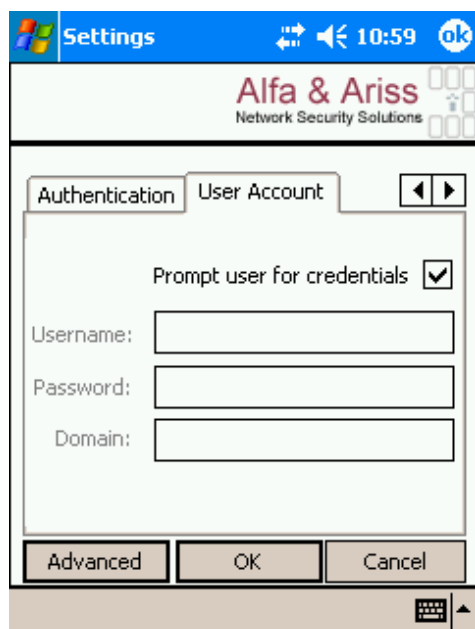 Settings 10:59 ok
Alfa & Ariss
Network Security Solutions
Authentication User Account
Prompt user for credentials
Username:
Password:
Domain:
Advanced OK Cancel